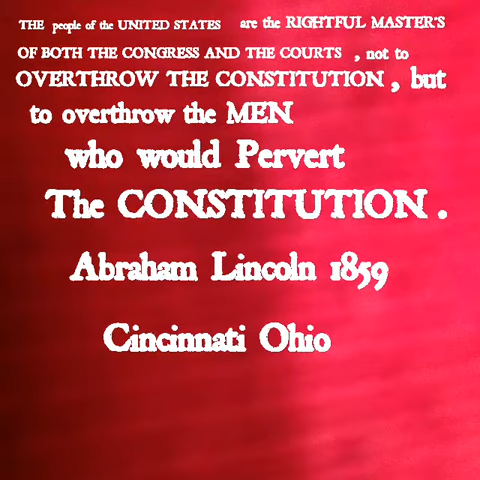 THE people of the UNITED STATES are the RIGHTFUL MASTER'S
OF BOTH THE CONGRESS AND THE COURTS , not to
OVERTHROW THE CONSTITUTION , but
to overthrow the MEN
who would Pervert
The CONSTITUTION .
Abraham Lincoln 1859
Cincinnati Ohio